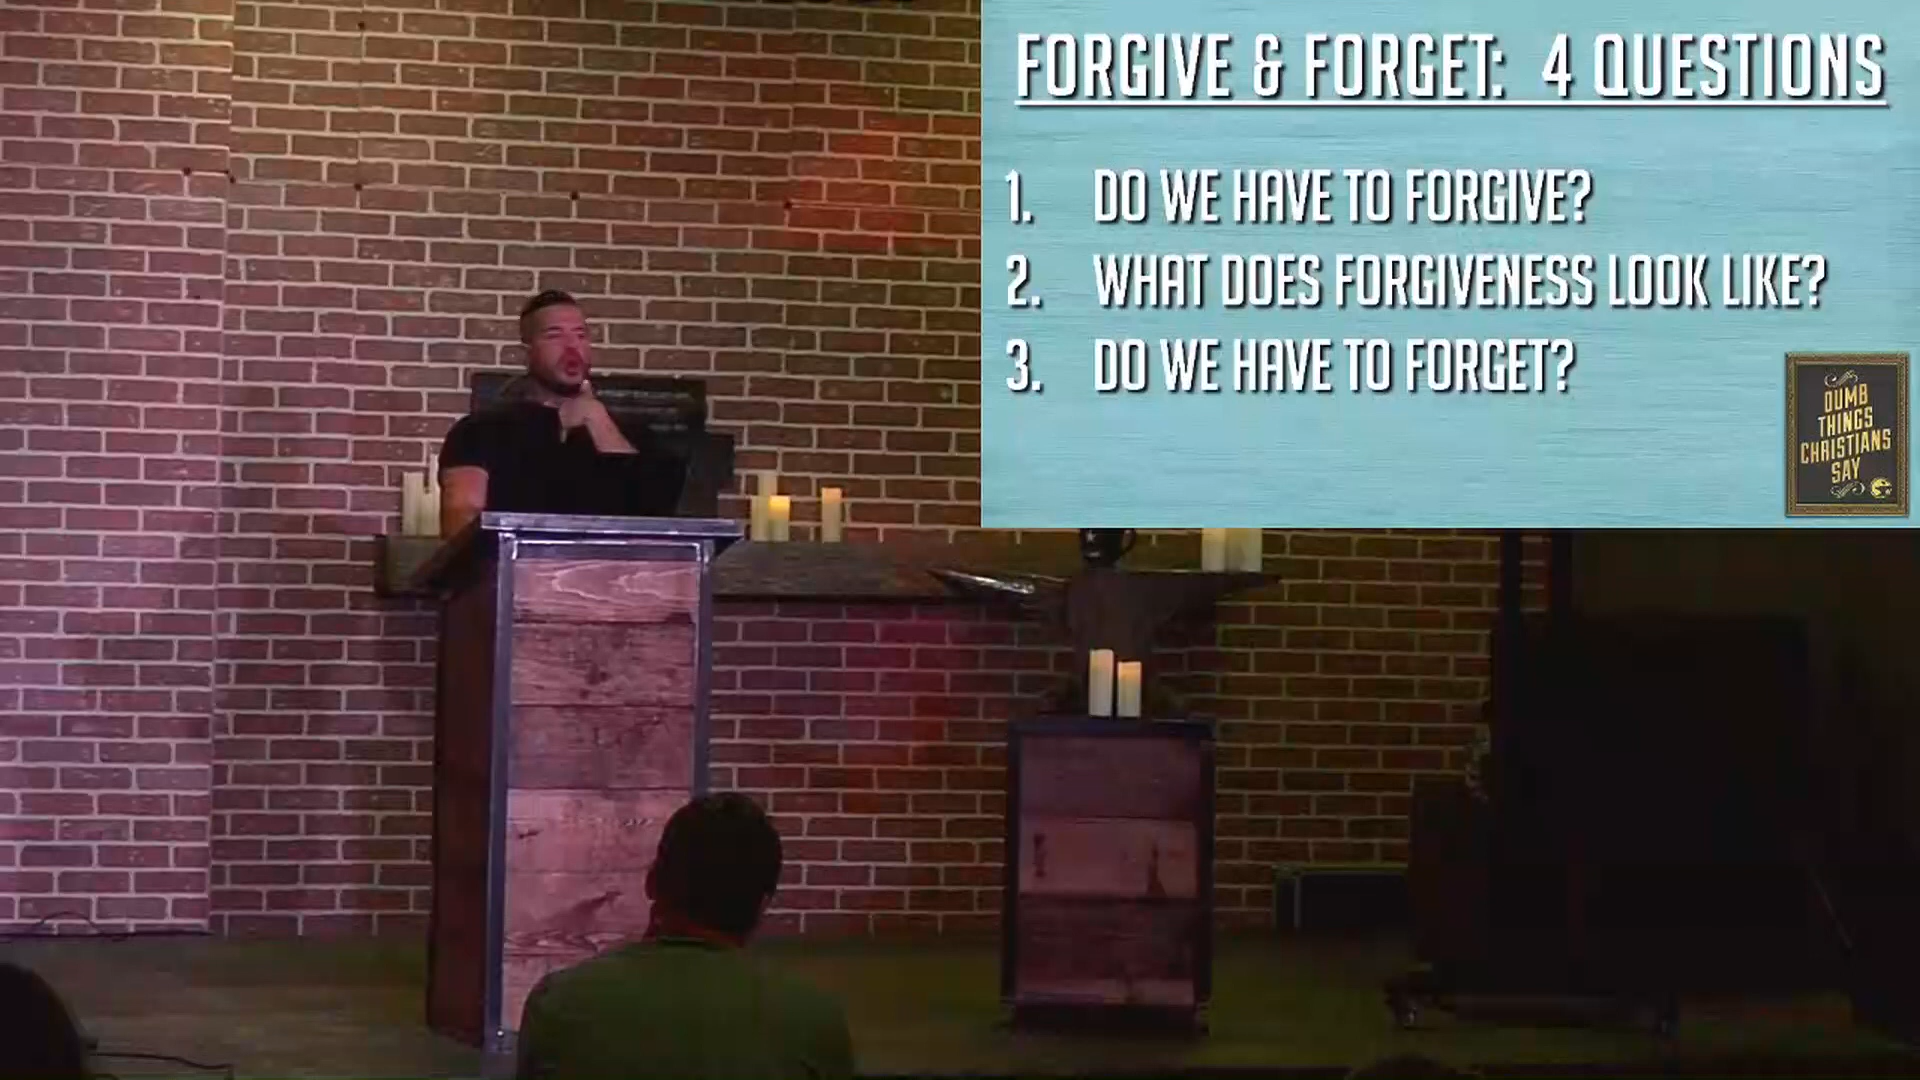 FORGIVE & FORGET: 4 QUESTIONS
1. DO WE HAVE TO FORGIVE?
2. WHAT DOES FORGIVENESS LOOK LIKE?
3. DO WE HAVE TO FORGET?
DUMB
THINGS
CHRISTIANS
SAY